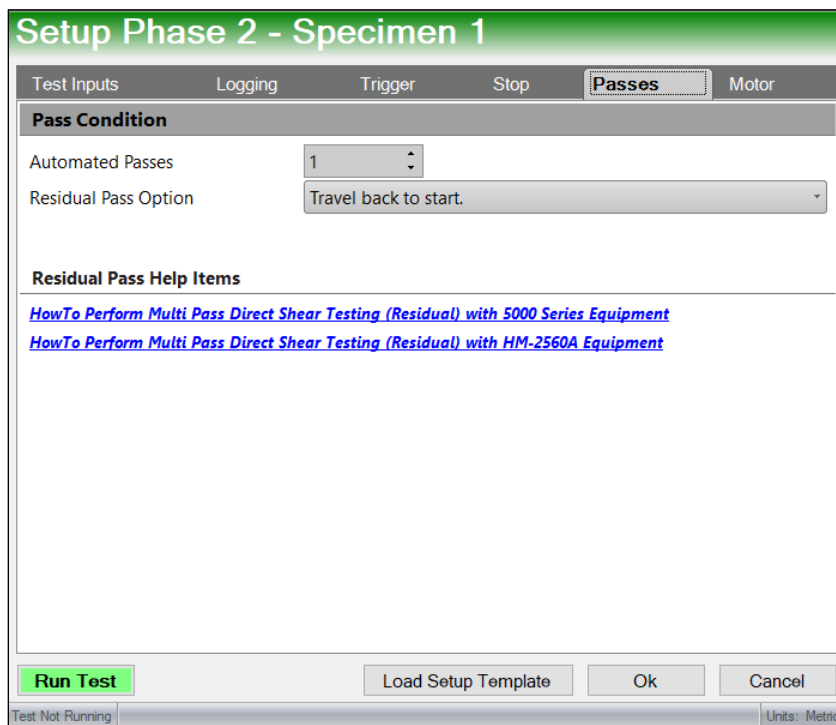 Setup Phase 2 - Specimen 1
Test Inputs Logging Trigger Stop Passes Motor
Pass Condition
Automated Passes 1
Residual Pass Option Travel back to start.
Residual Pass Help Items
HowTo Perform Multi Pass Direct Shear Testing (Residual) with 5000 Series Equipment
HowTo Perform Multi Pass Direct Shear Testing (Residual) with HM-2560A Equipment
Run Test Load Setup Template Ok Cancel
Test Not Running Units: